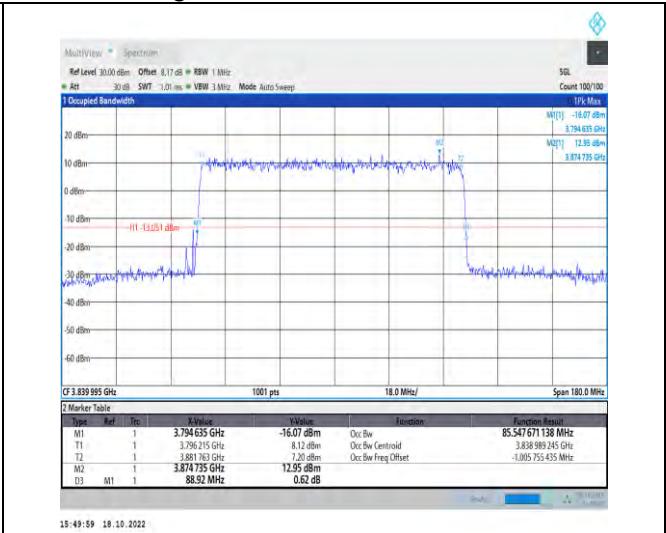 MultiView Spectrum
Ref Level 30.00 dBm Offset 8.17 dB RBW 1 MHz SGL
Att 30 dB SWT 1.01 ms VBW 3 MHz Mode Auto Sweep Count 100/100
1 Occupied Bandwidth 1Pk Max
M1[1] -16.07 dBm
3.794 635 GHz
M2[1] 12.95 dBm
3.874 735 GHz
20 dBm
M2
T2
10 dBm
0 dBm
-10 dBm
H1 -13.051 dBm
M1
-20 dBm
-30 dBm
-40 dBm
-50 dBm
-60 dBm
CF 3.839 995 GHz 1001 pts 18.0 MHz/ Span 180.0 MHz
2 Marker Table
Type Ref Trc X-Value Y-Value Function Function Result
M1 1 3.794 635 GHz -16.07 dBm Occ Bw 85.547 671 138 MHz
T1 1 3.796 215 GHz 8.12 dBm Occ Bw Centroid 3.838 989 245 GHz
T2 1 3.881 763 GHz 7.20 dBm Occ Bw Freq Offset -1.005 755 435 MHz
M2 1 3.874 735 GHz 12.95 dBm
D3 M1 1 88.92 MHz 0.62 dB
15:49:59 18.10.2022